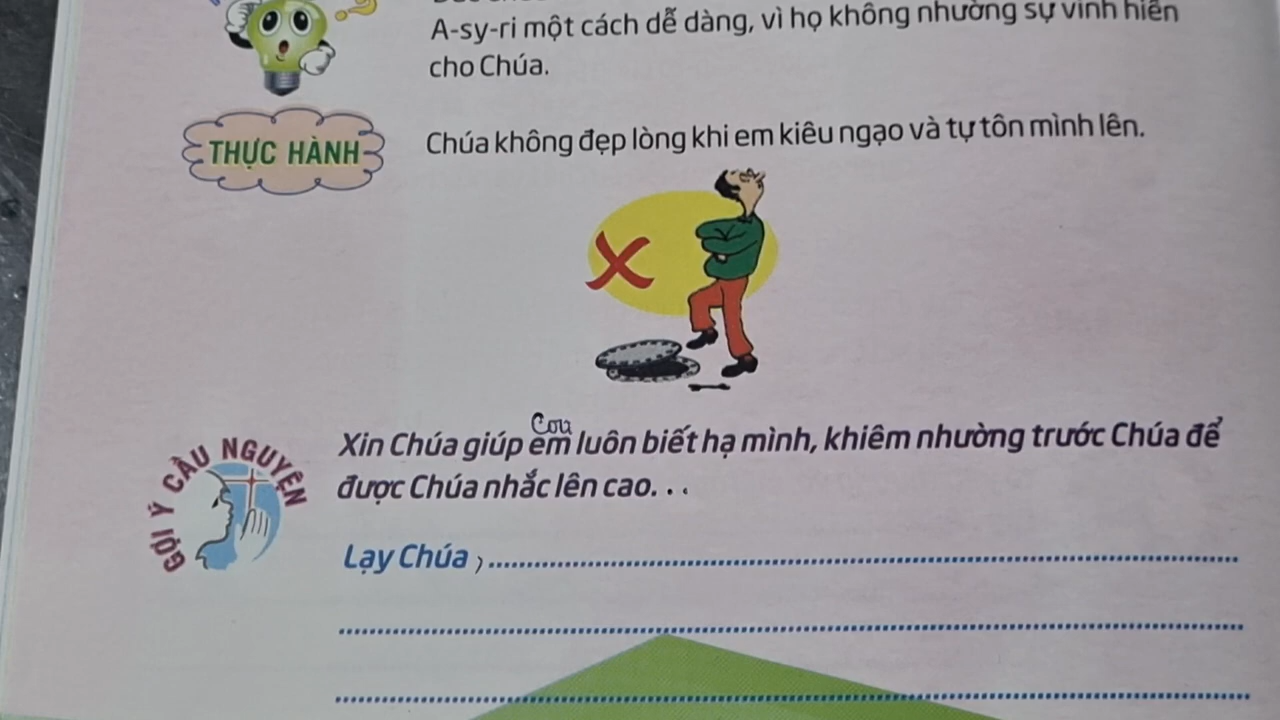 A-sy-ri một cách dễ dàng, vì họ không nhường sự vinh hiển
cho Chúa.
THỰC HÀNH
Chúa không đẹp lòng khi em kiêu ngạo và tự tôn mình lên.
Con
Xin Chúa giúp em luôn biết hạ mình, khiêm nhường trước Chúa để
được Chúa nhắc lên cao. . .
GỢI Ý CẦU NGUYỆN
Lạy Chúa ,